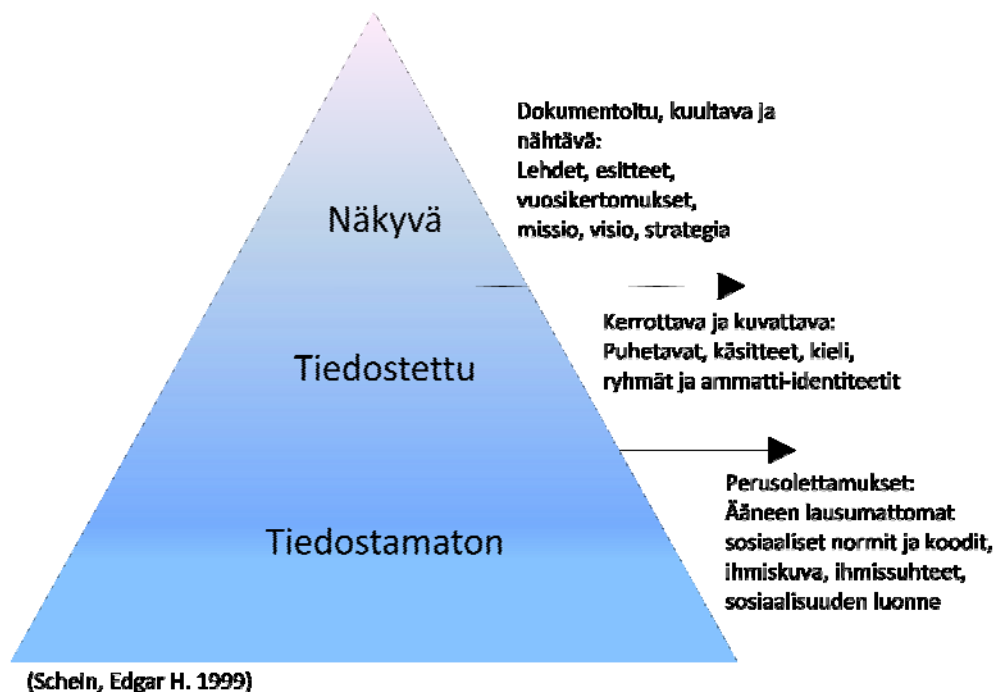 Dokumentoitu, kuultava ja
nähtävä:
Lehdet, esitteet,
vuosikertomukset,
missio, visio, strategia
Näkyvä
Kerrottava ja kuvattava:
Puhetavat, käsitteet, kieli,
ryhmät ja ammatti-identiteetit
Tiedostettu
Perusolettamukset:
Ääneen lausumattomat
sosiaaliset normit ja koodit,
ihmiskuva, ihmissuhteet,
sosiaalisuuden luonne
Tiedostamaton
(Schein, Edgar H. 1999)